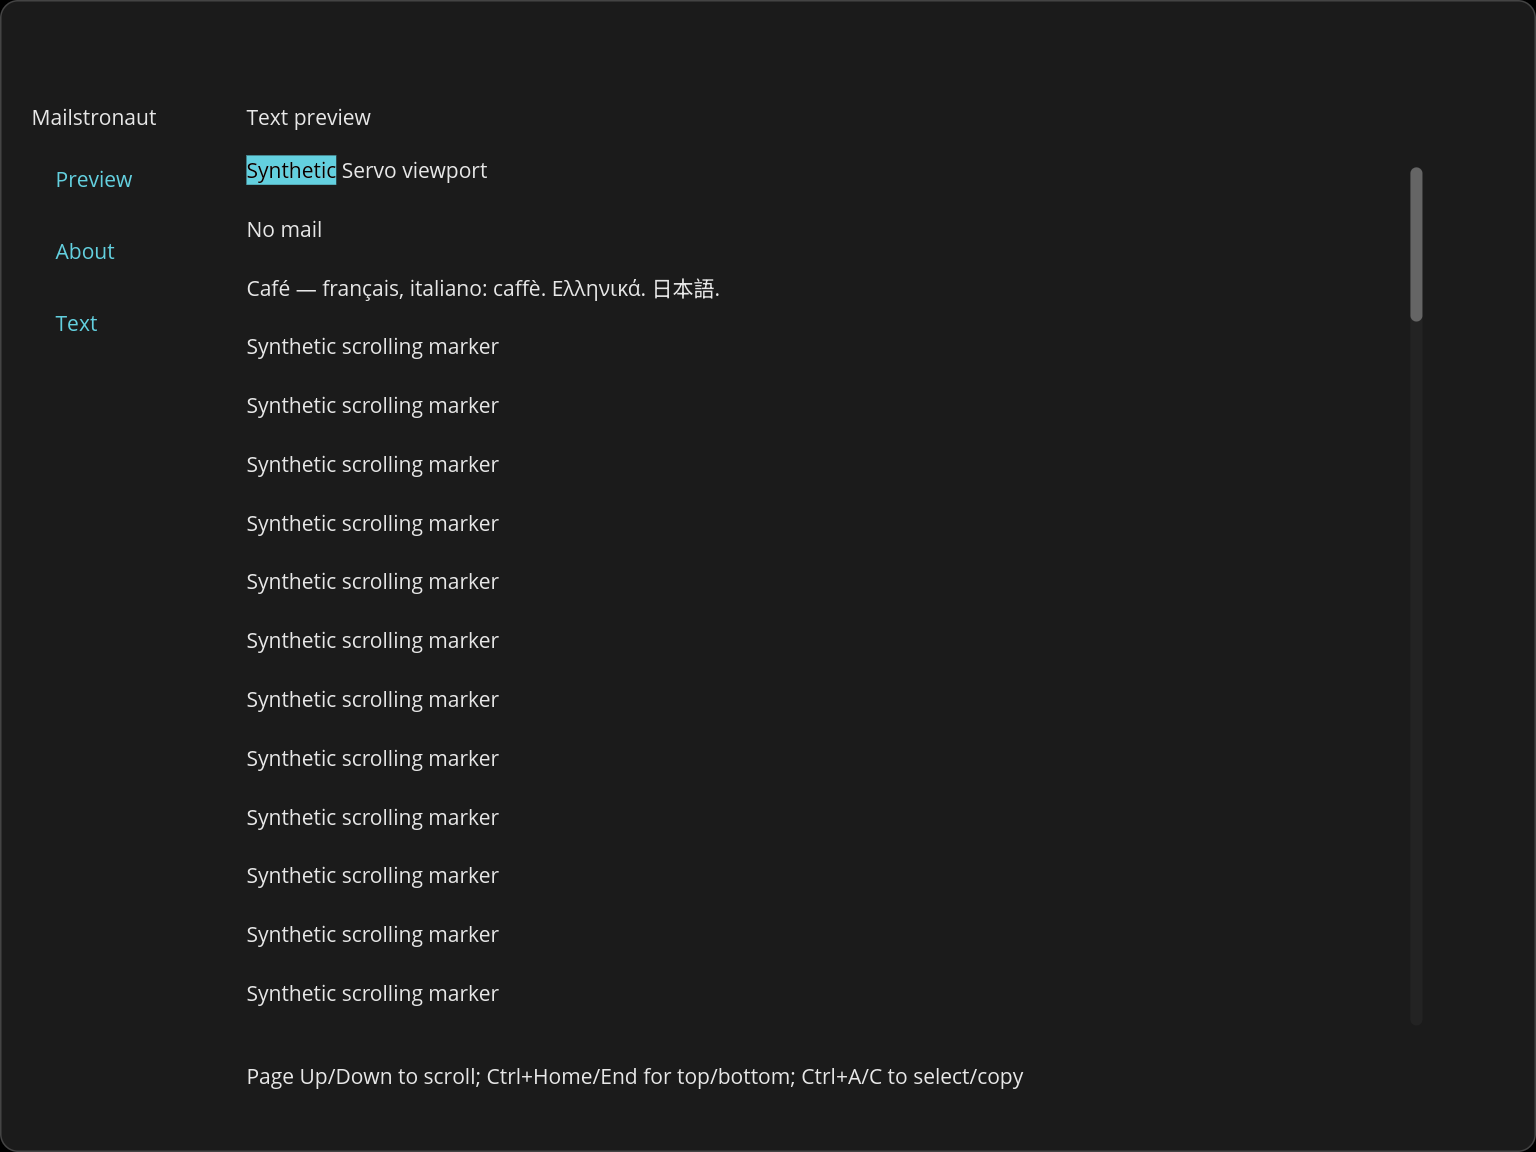 Mailstronaut
Preview
About
Text
Text preview
Synthetic Servo viewport
No mail
Café — français, italiano: caffè. Ελληνικά. 日本語.
Synthetic scrolling marker
Synthetic scrolling marker
Synthetic scrolling marker
Synthetic scrolling marker
Synthetic scrolling marker
Synthetic scrolling marker
Synthetic scrolling marker
Synthetic scrolling marker
Synthetic scrolling marker
Synthetic scrolling marker
Synthetic scrolling marker
Synthetic scrolling marker
Page Up/Down to scroll; Ctrl+Home/End for top/bottom; Ctrl+A/C to select/copy